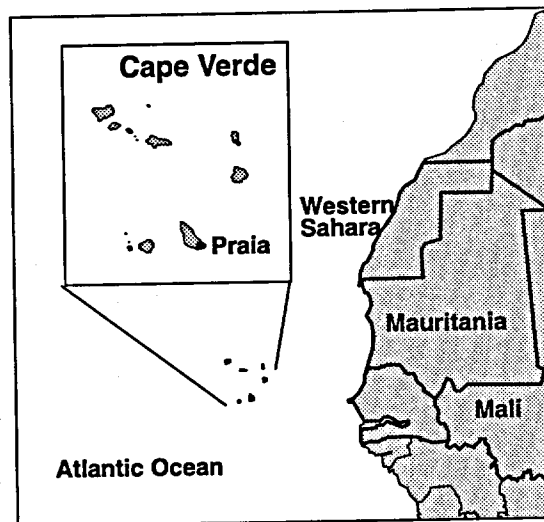 Cape Verde
Praia
Western
Sahara
Mauritania
Mali
Atlantic Ocean